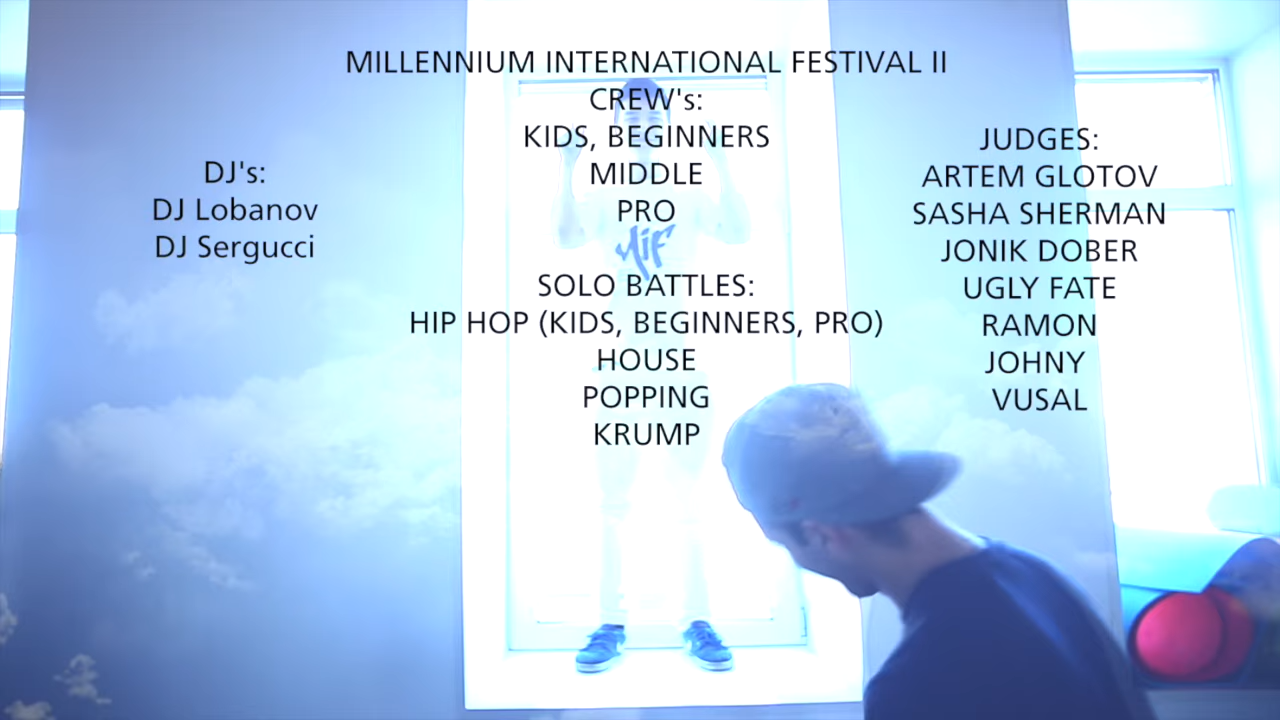 MILLENNIUM INTERNATIONAL FESTIVAL II
CREW's:
KIDS, BEGINNERS
MIDDLE
PRO
MiF
SOLO BATTLES:
HIP HOP (KIDS, BEGINNERS, PRO)
HOUSE
POPPING
KRUMP
DJ's:
DJ Lobanov
DJ Sergucci
JUDGES:
ARTEM GLOTOV
SASHA SHERMAN
JONIK DOBER
UGLY FATE
RAMON
JOHNY
VUSAL